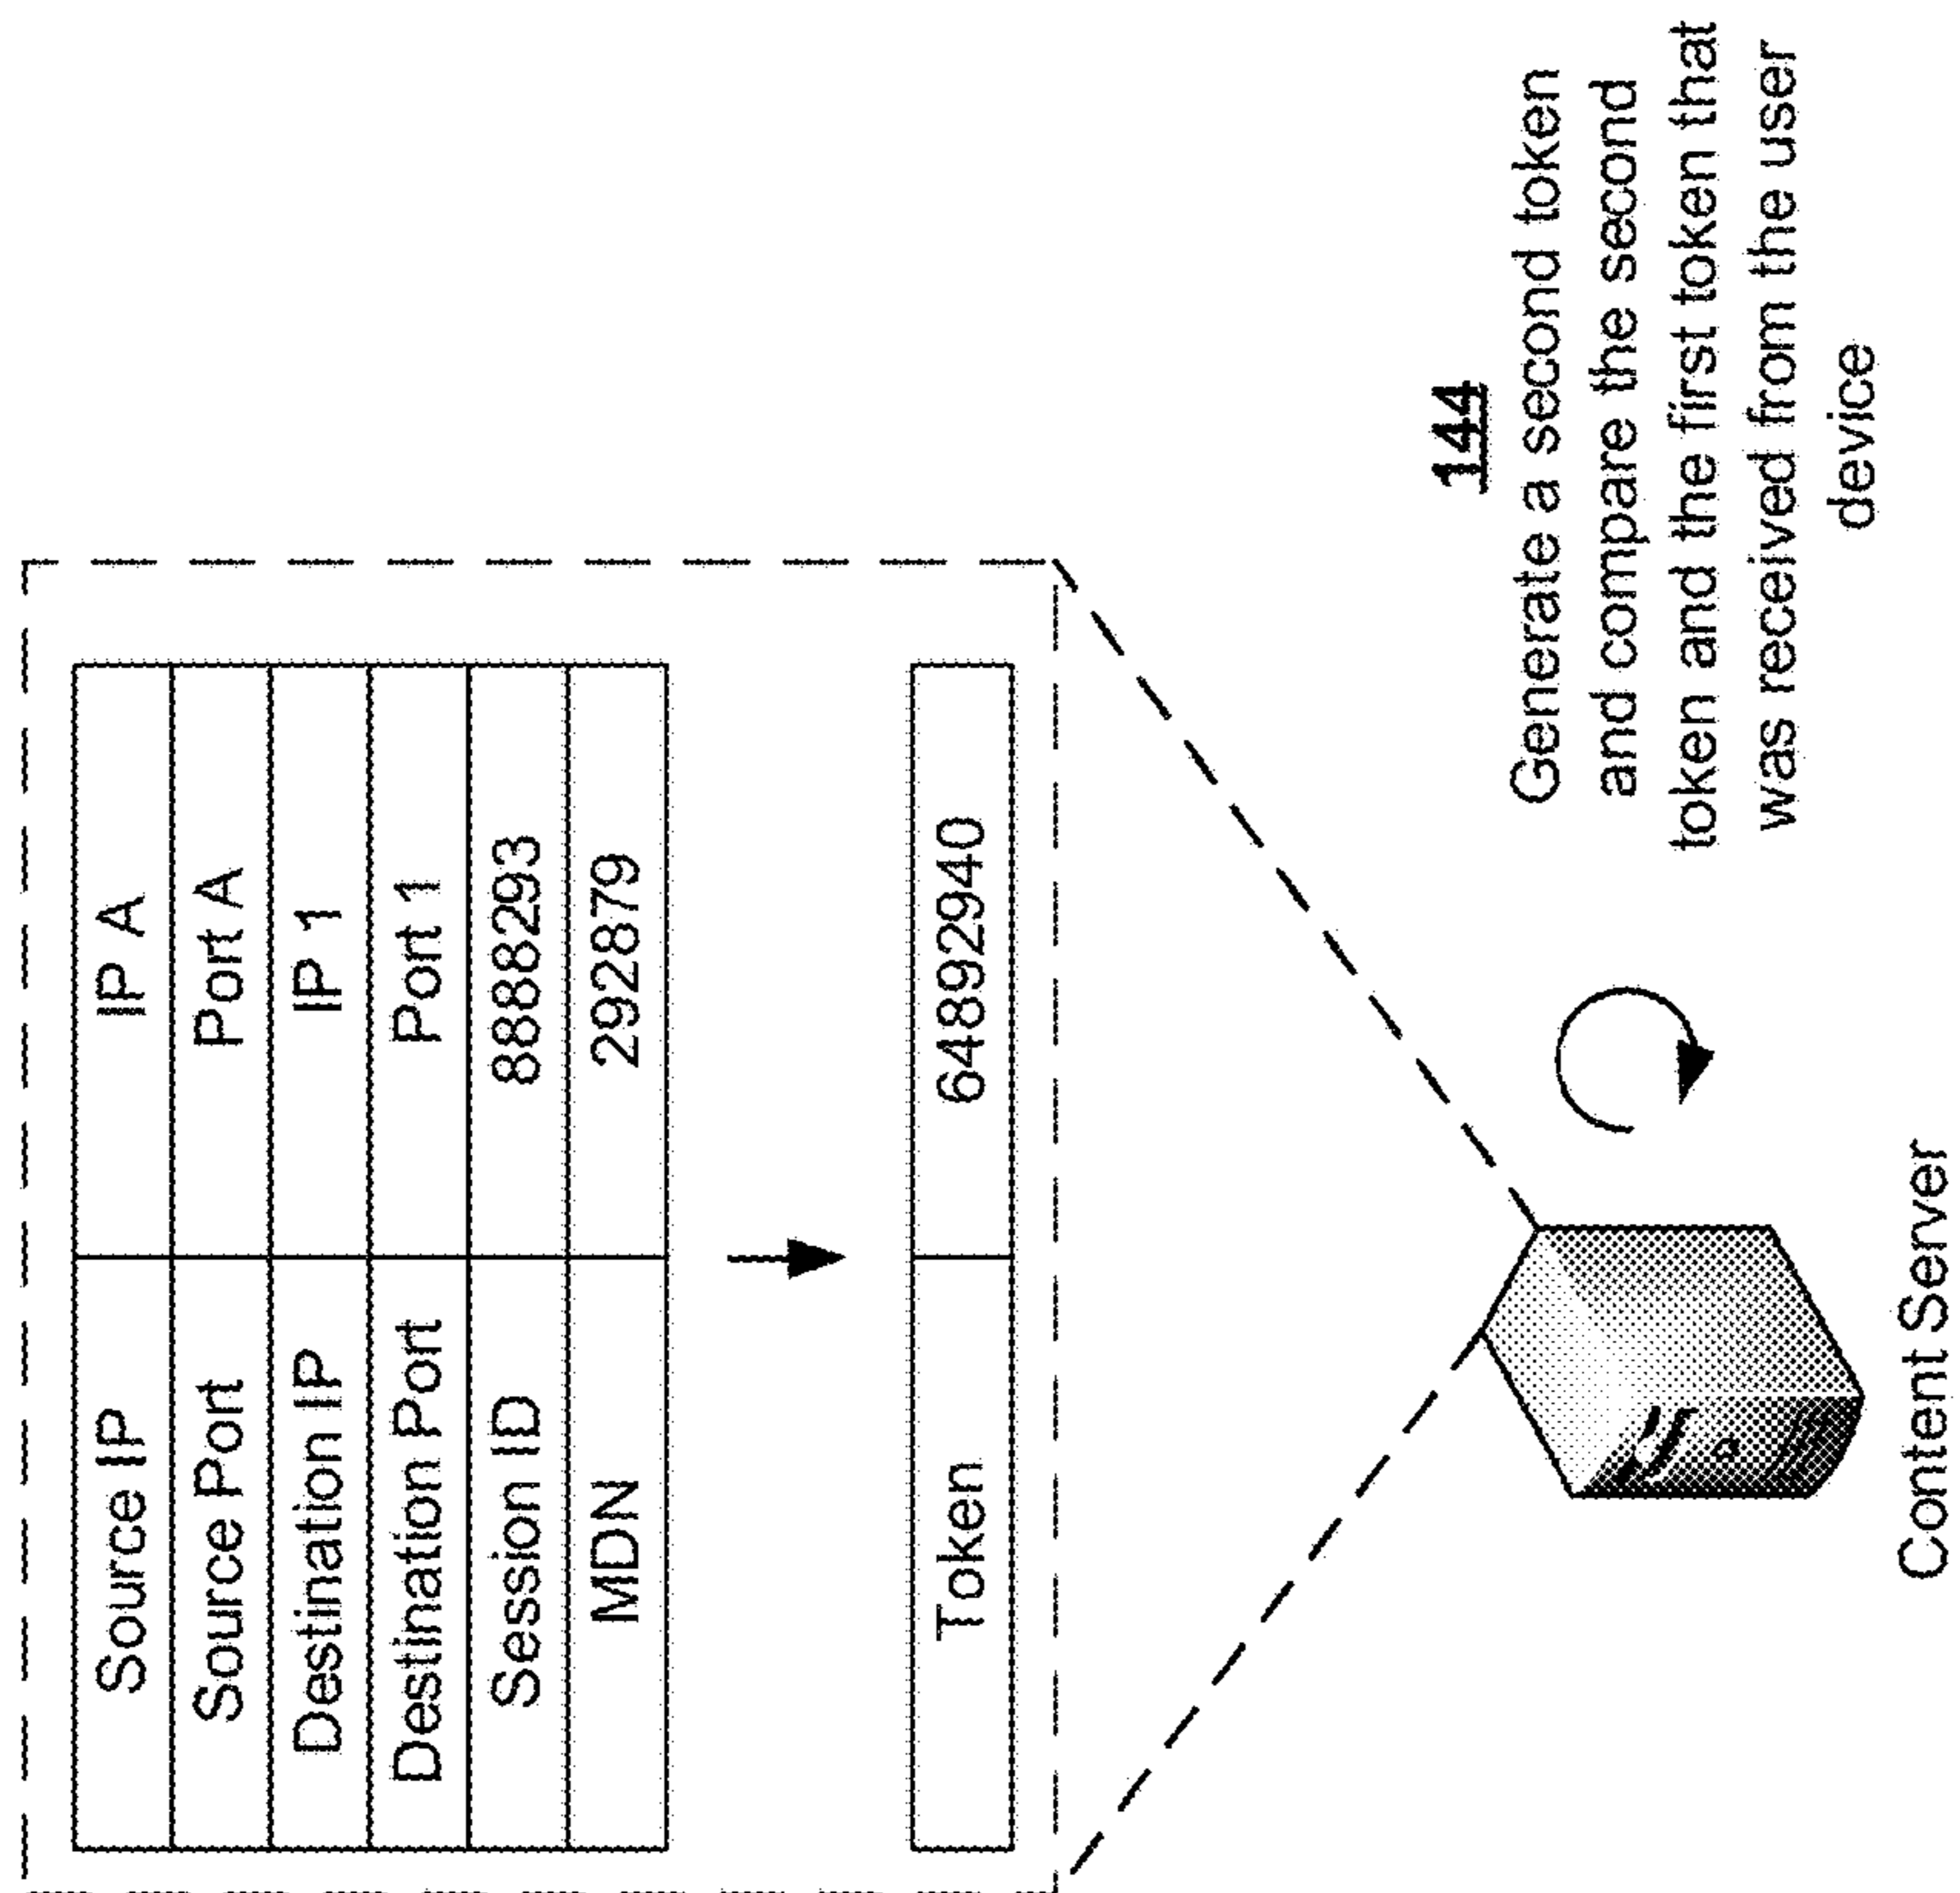 Source IP IP A
Source Port Port A
Destination IP IP 1
Destination Port Port 1
Session ID 8888293
MDN 292879
Token 64892940
144
Generate a second token
and compare the second
token and the first token that
was received from the user
device
Content Server